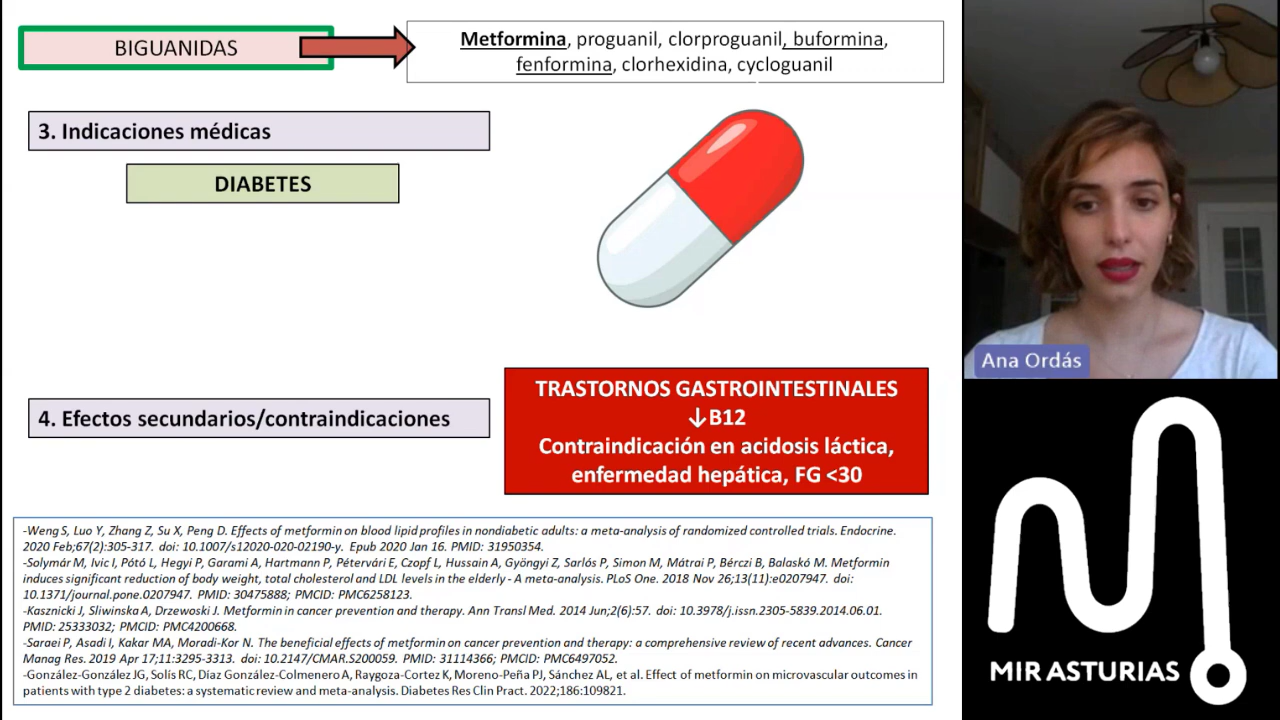 BIGUANIDAS
Metformina, proguanil, clorproguanil, buformina,
fenformina, clorhexidina, cycloguanil
3. Indicaciones médicas
DIABETES
4. Efectos secundarios/contraindicaciones
TRASTORNOS GASTROINTESTINALES
↓B12
Contraindicación en acidosis láctica,
enfermedad hepática, FG <30
-Weng S, Luo Y, Zhang Z, Su X, Peng D. Effects of metformin on blood lipid profiles in nondiabetic adults: a meta-analysis of randomized controlled trials. Endocrine.
2020 Feb;67(2):305-317. doi: 10.1007/s12020-020-02190-y. Epub 2020 Jan 16. PMID: 31950354.
-Solymár M, Ivic I, Pótó L, Hegyi P, Garami A, Hartmann P, Pétervári E, Czopf L, Hussain A, Gyöngyi Z, Sarlós P, Simon M, Mátrai P, Bérczi B, Balaskó M. Metformin
induces significant reduction of body weight, total cholesterol and LDL levels in the elderly - A meta-analysis. PLoS One. 2018 Nov 26;13(11):e0207947. doi:
10.1371/journal.pone.0207947. PMID: 30475888; PMCID: PMC6258123.
-Kasznicki J, Sliwinska A, Drzewoski J. Metformin in cancer prevention and therapy. Ann Transl Med. 2014 Jun;2(6):57. doi: 10.3978/j.issn.2305-5839.2014.06.01.
PMID: 25333032; PMCID: PMC4200668.
-Saraei P, Asadi I, Kakar MA, Moradi-Kor N. The beneficial effects of metformin on cancer prevention and therapy: a comprehensive review of recent advances. Cancer
Manag Res. 2019 Apr 17;11:3295-3313. doi: 10.2147/CMAR.S200059. PMID: 31114366; PMCID: PMC6497052.
-González-González JG, Solís RC, Díaz González-Colmenero A, Raygoza-Cortez K, Moreno-Peña PJ, Sánchez AL, et al. Effect of metformin on microvascular outcomes in
patients with type 2 diabetes: a systematic review and meta-analysis. Diabetes Res Clin Pract. 2022;186:109821.
Ana Ordás
MIR ASTURIAS